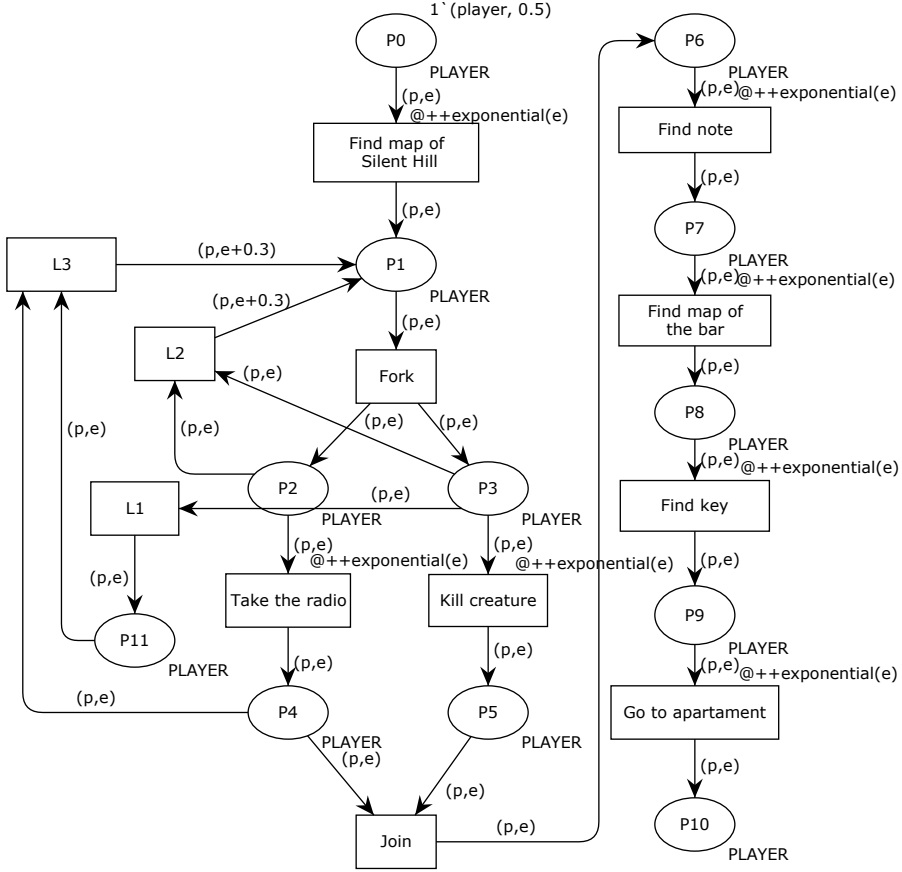 1`(player, 0.5)
P0
PLAYER
(p,e)
@++exponential(e)
Find map of
Silent Hill
(p,e)
L3
(p,e+0.3)
P1
PLAYER
(p,e+0.3)
(p,e)
L2
(p,e)
Fork
(p,e)
(p,e)
(p,e)
(p,e)
P2
PLAYER
P3
PLAYER
L1
(p,e)
(p,e)
(p,e)
@++exponential(e)
(p,e)
@++exponential(e)
Take the radio
Kill creature
P11
PLAYER
(p,e)
(p,e)
(p,e)
P4
PLAYER
P5
PLAYER
(p,e)
(p,e)
Join
(p,e)
P6
PLAYER
(p,e)
@++exponential(e)
Find note
(p,e)
P7
PLAYER
(p,e)
@++exponential(e)
Find map of
the bar
(p,e)
P8
PLAYER
(p,e)
@++exponential(e)
Find key
(p,e)
P9
PLAYER
(p,e)
@++exponential(e)
Go to apartament
(p,e)
P10
PLAYER